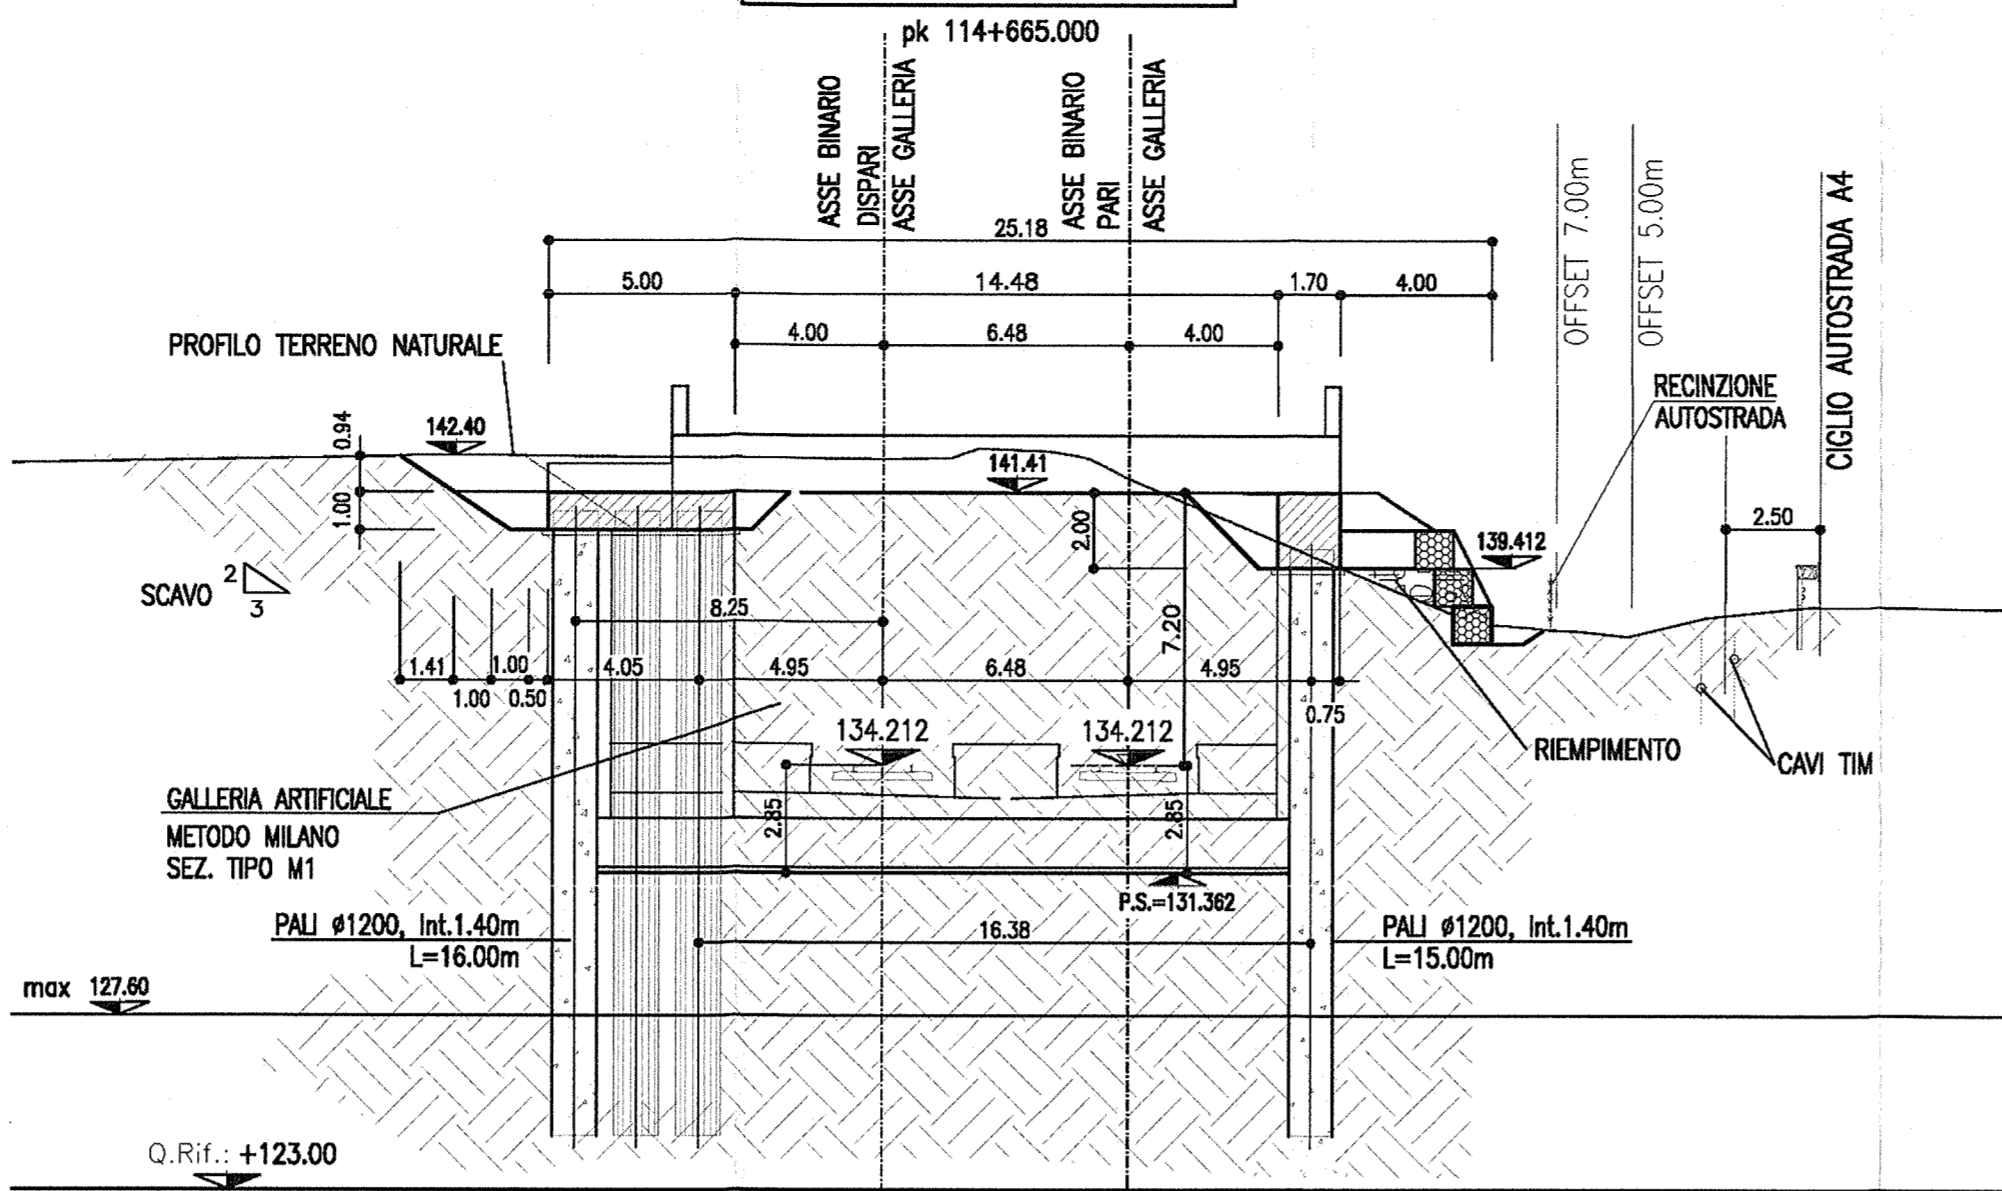 pk 114+665.000
ASSE BINARIO
DISPARI
ASSE GALLERIA
ASSE BINARIO
PARI
ASSE GALLERIA
OFFSET 7.00m
OFFSET 5.00m
CIGLIO AUTOSTRADA A4
25.18
5.00
14.48
1.70
4.00
4.00
6.48
4.00
PROFILO TERRENO NATURALE
RECINZIONE
AUTOSTRADA
0.94
142.40
141.41
1.00
2.00
139.412
2.50
SCAVO
2
3
8.25
7.20
1.41
1.00
1.00
0.50
4.05
4.95
6.48
4.95
0.75
134.212
134.212
RIEMPIMENTO
CAVI TIM
GALLERIA ARTIFICIALE
METODO MILANO
SEZ. TIPO M1
2.85
2.85
P.S.=131.362
PALI ø1200, Int.1.40m
L=16.00m
16.38
PALI ø1200, Int.1.40m
L=15.00m
max 127.60
Q.Rif.: +123.00